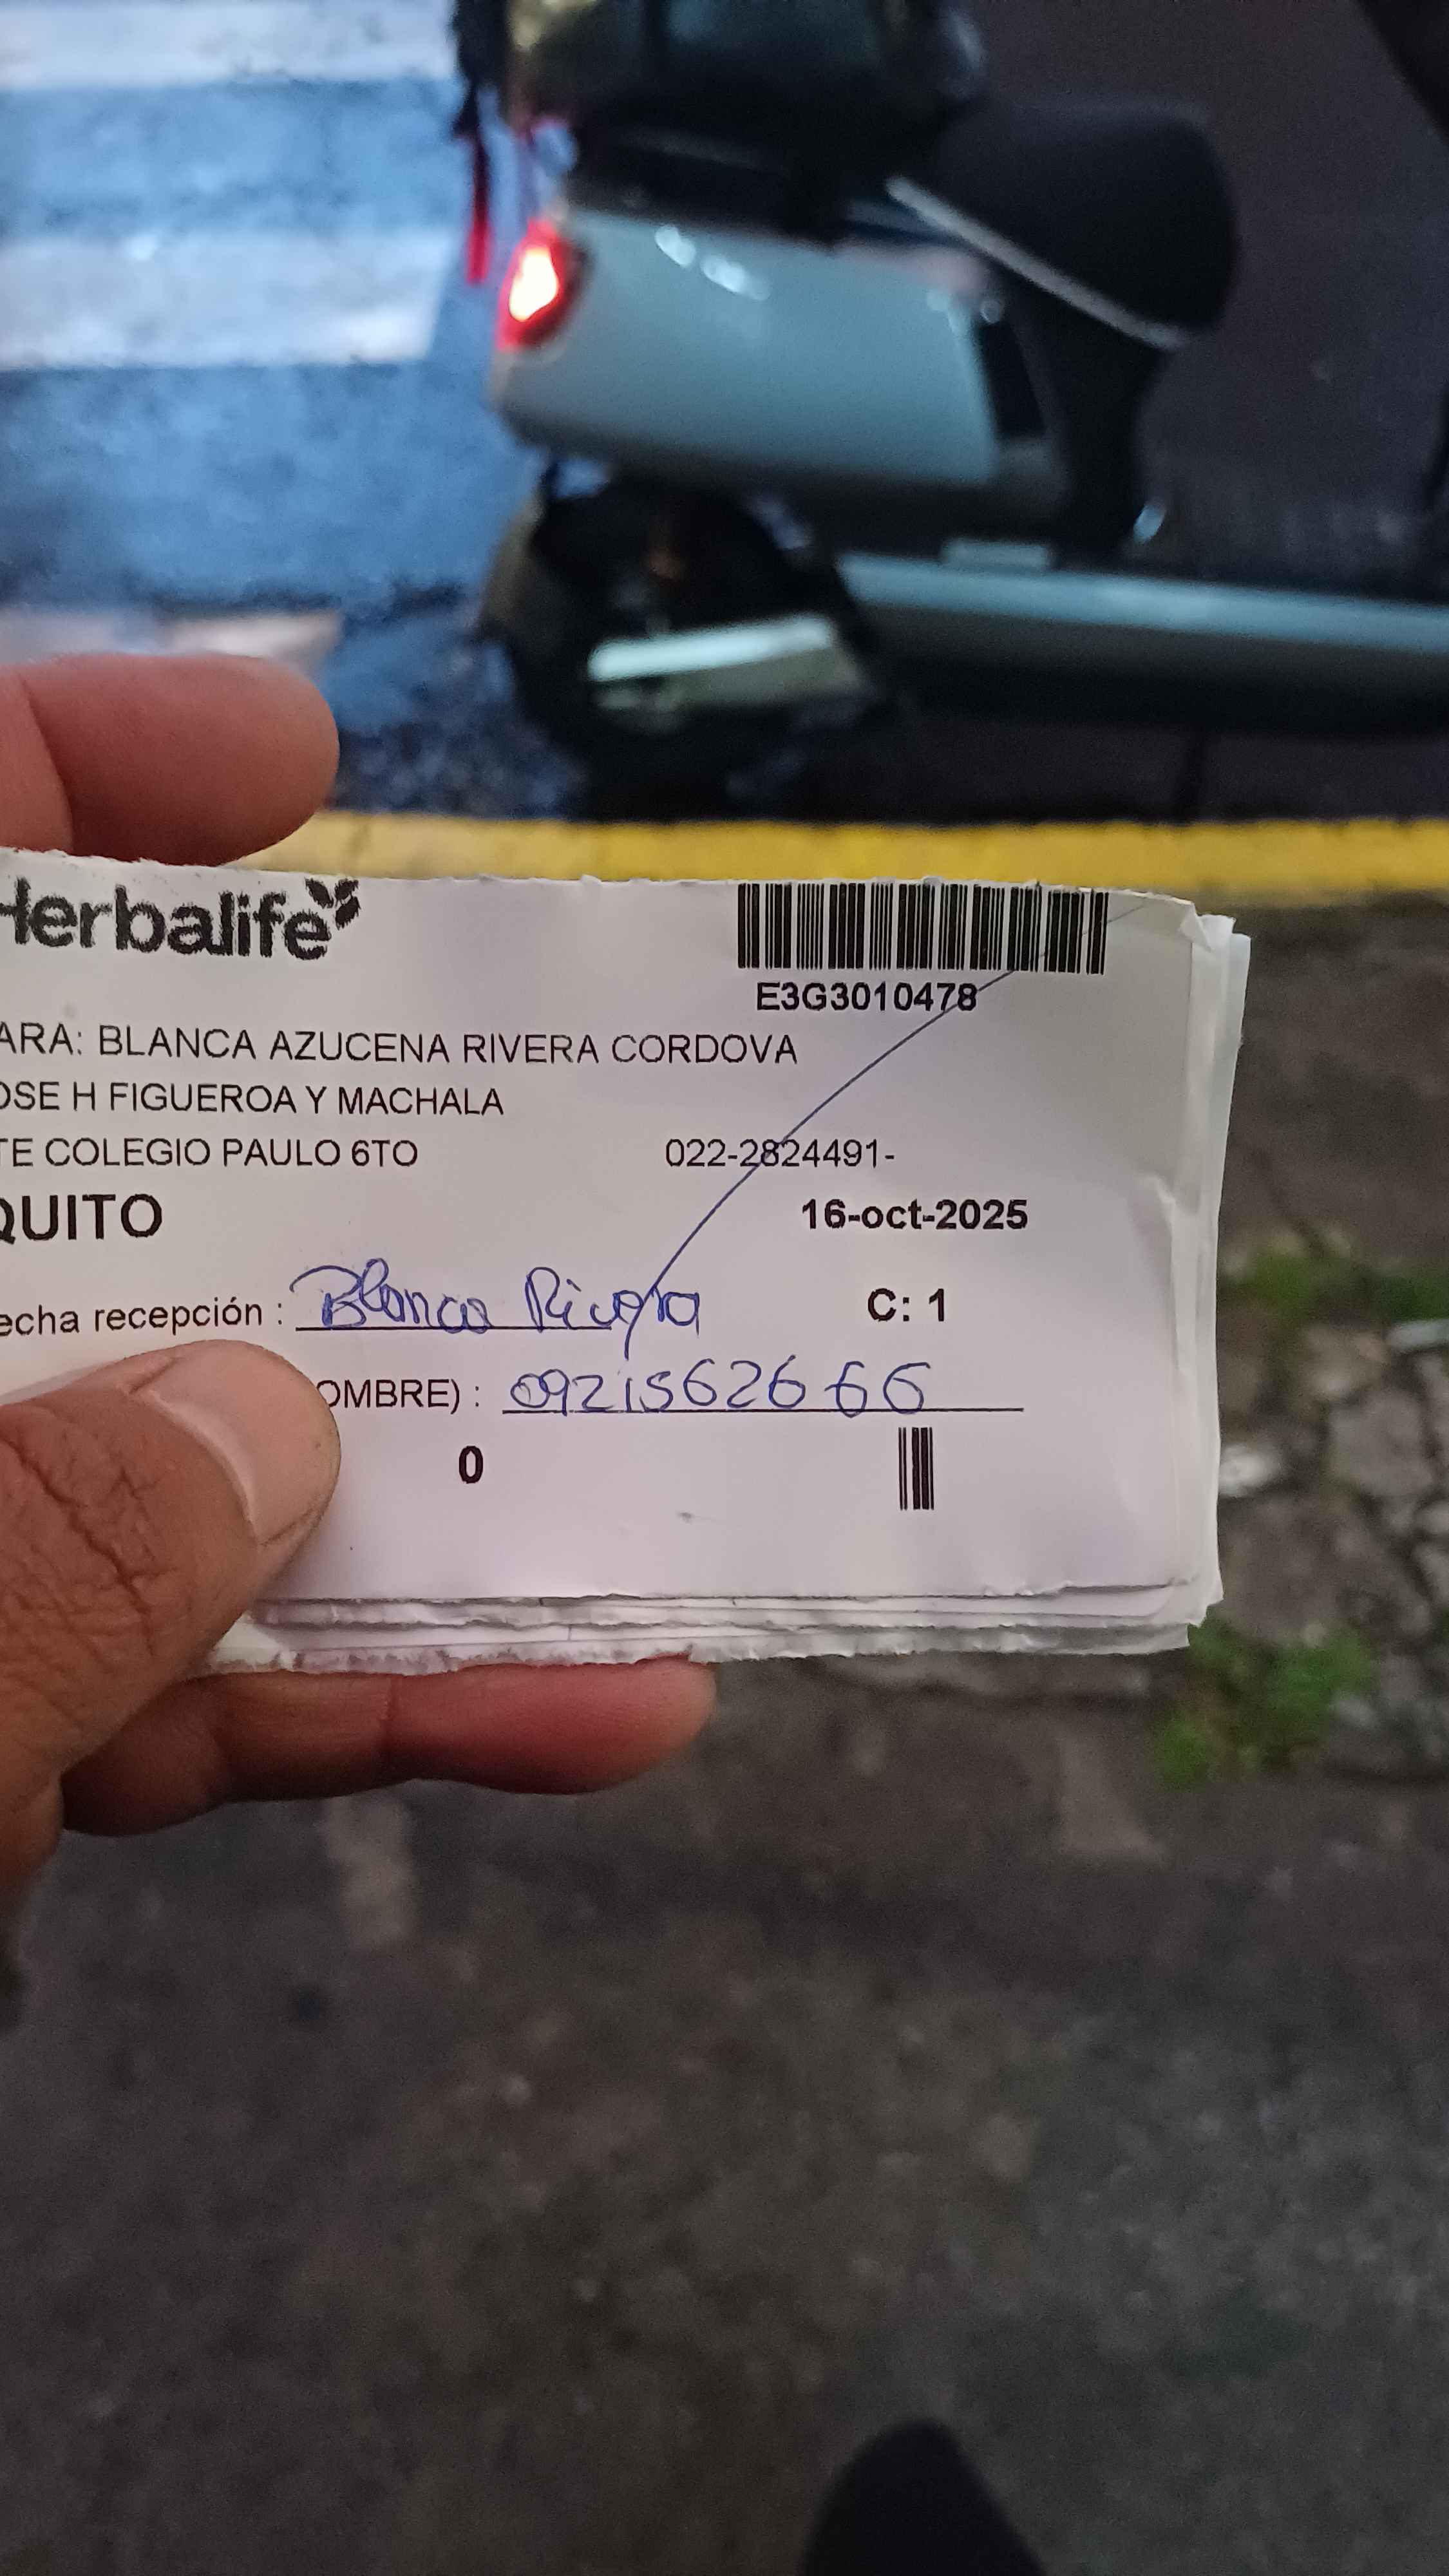 Herbalife
E3G3010478
ARA: BLANCA AZUCENA RIVERA CORDOVA
OSE H FIGUEROA Y MACHALA
TE COLEGIO PAULO 6TO 022-2824491-
QUITO 16-oct-2025
echa recepción : Blanca Rivera C: 1
OMBRE) : 0921562666
0